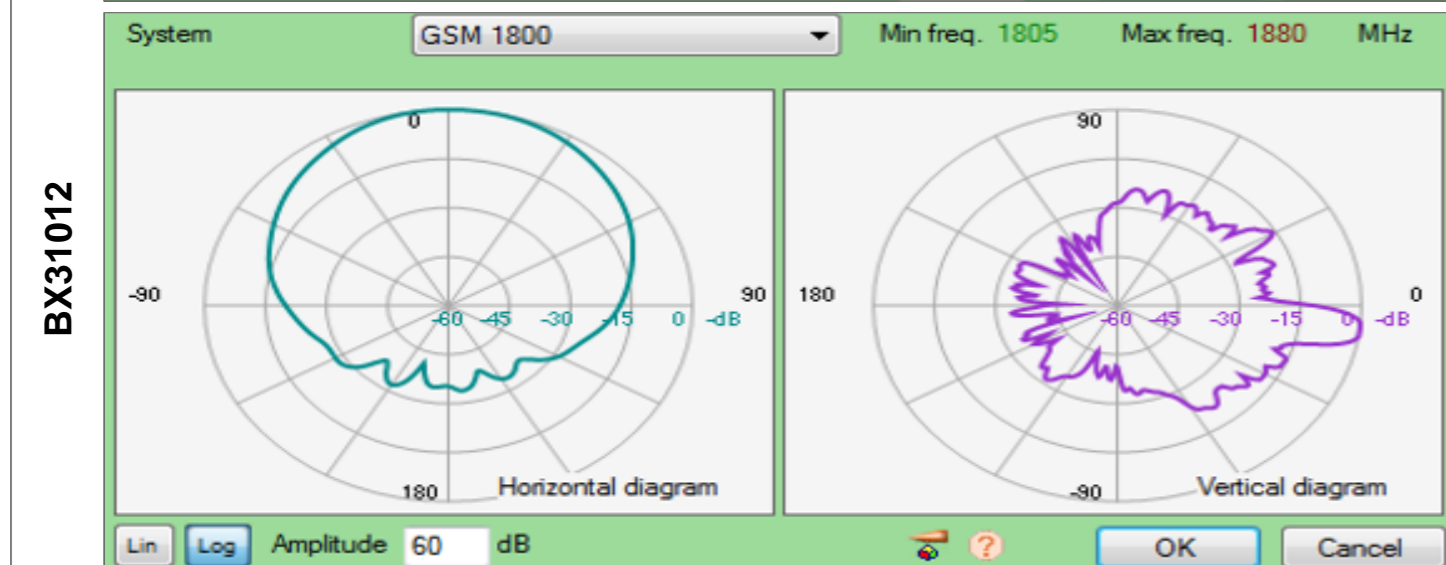 BX31012
System GSM 1800 Min freq. 1805 Max freq. 1880 MHz
0
-90 90
-60 -45 -30 -15 0 -dB
180 Horizontal diagram
90
180 0
-60 -45 -30 -15 0 -dB
-90 Vertical diagram
Lin Log Amplitude 60 dB ? OK Cancel